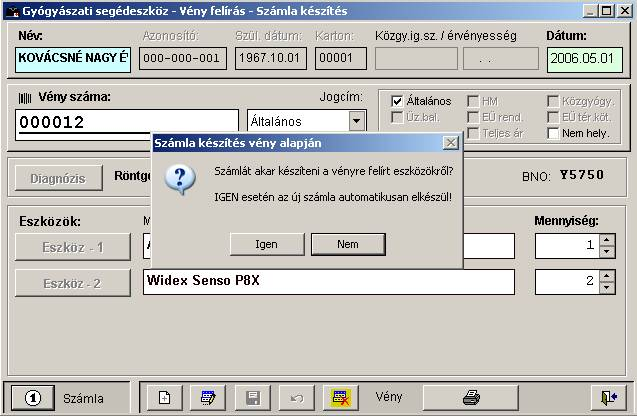 Gyógyászati segédeszköz - Vény felírás - Számla készítés
Név: Azonosító: Szül. dátum: Karton: Közgy.ig.sz. / érvényesség Dátum:
KOVÁCSNÉ NAGY É 000-000-001 1967.10.01 00001 . . 2006.05.01
Vény száma: Jogcím:
000012 Általános
Általános HM Közgyógy.
Üz.bal. EÜ rend. EÜ tér.köt.
Teljes ár Nem hely.
Számla készítés vény alapján
Számlát akar készíteni a vényre felírt eszközökről?
IGEN esetén az új számla automatikusan elkészül!
Igen Nem
Diagnózis Röntge BNO: Y5750
Eszközök: M Mennyiség:
Eszköz - 1 1
Eszköz - 2 Widex Senso P8X 2
1 Számla Vény